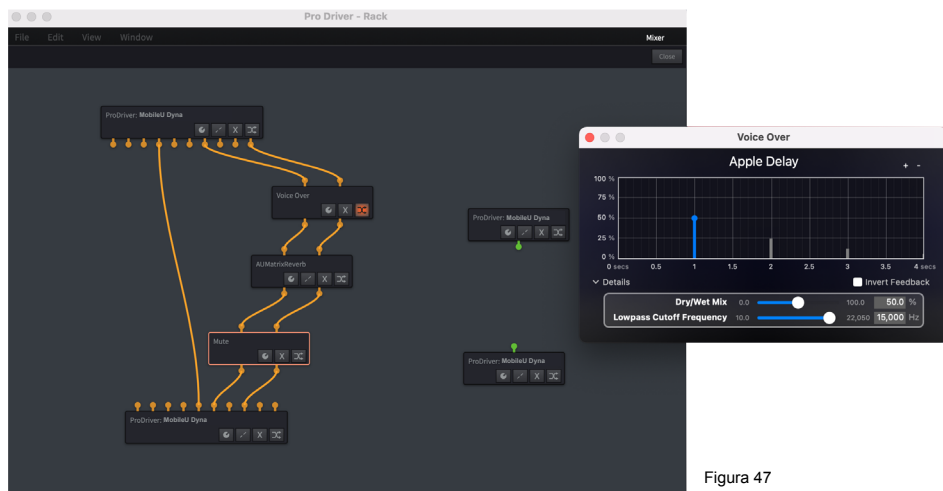 Pro Driver - Rack
File Edit View Window
Mixer
Close
ProDriver: MobileU Dyna
Voice Over
AUMatrixReverb
Mute
ProDriver: MobileU Dyna
ProDriver: MobileU Dyna
ProDriver: MobileU Dyna
Voice Over
Apple Delay
+ -
100 %
75 %
50 %
25 %
0 %
0 secs 0.5 1 1.5 2 2.5 3 3.5 4 secs
Details Invert Feedback
Dry/Wet Mix 0.0 100.0 50.0 %
Lowpass Cutoff Frequency 10.0 22,050 15,000 Hz
Figura 47